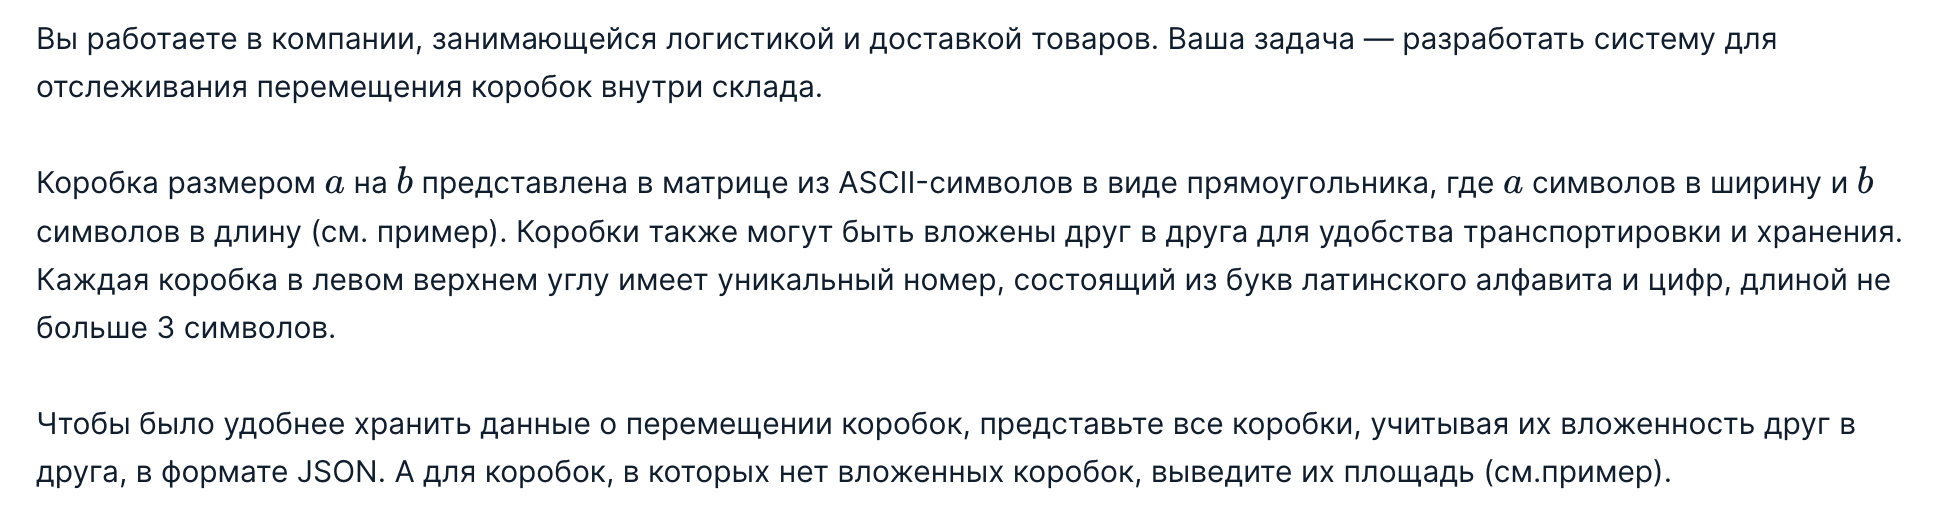 Вы работаете в компании, занимающейся логистикой и доставкой товаров. Ваша задача — разработать систему для
отслеживания перемещения коробок внутри склада.
Коробка размером a на b представлена в матрице из ASCII-символов в виде прямоугольника, где a символов в ширину и b
символов в длину (см. пример). Коробки также могут быть вложены друг в друга для удобства транспортировки и хранения.
Каждая коробка в левом верхнем углу имеет уникальный номер, состоящий из букв латинского алфавита и цифр, длиной не
больше 3 символов.
Чтобы было удобнее хранить данные о перемещении коробок, представьте все коробки, учитывая их вложенность друг в
друга, в формате JSON. А для коробок, в которых нет вложенных коробок, выведите их площадь (см.пример).